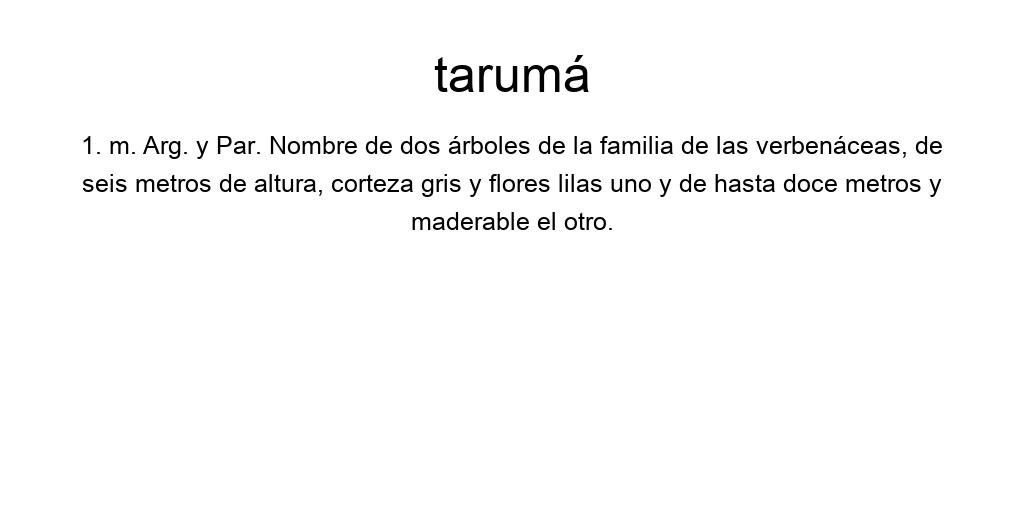 tarumá
1. m. Arg. y Par. Nombre de dos árboles de la familia de las verbenáceas, de
seis metros de altura, corteza gris y flores lilas uno y de hasta doce metros y
maderable el otro.